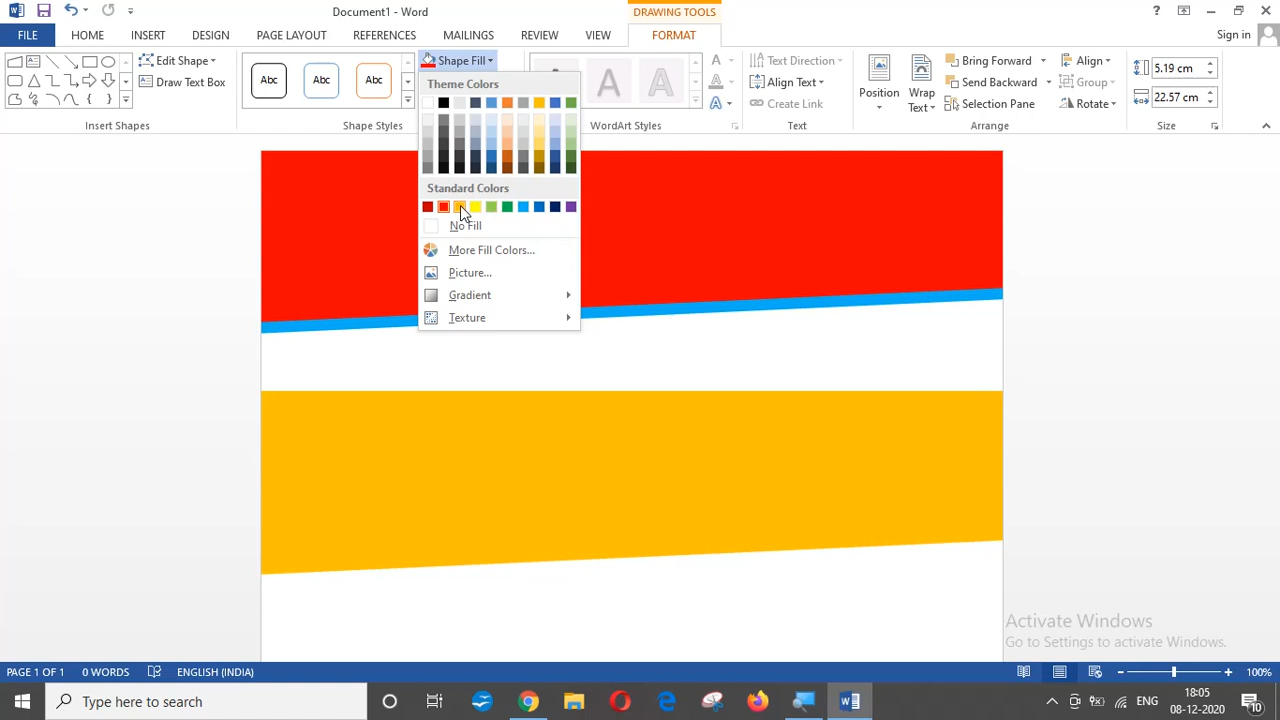 Document1 - Word
DRAWING TOOLS
FILE HOME INSERT DESIGN PAGE LAYOUT REFERENCES MAILINGS REVIEW VIEW FORMAT Sign in
Edit Shape
Draw Text Box
Insert Shapes
Abc Abc Abc
Shape Styles
Shape Fill
Theme Colors
Standard Colors
No Fill
More Fill Colors...
Picture...
Gradient
Texture
A A A
WordArt Styles
Text Direction
Align Text
Create Link
Text
Position
Wrap
Text
Bring Forward
Send Backward
Selection Pane
Align
Group
Rotate
Arrange
5.19 cm
22.57 cm
Size
Activate Windows
Go to Settings to activate Windows.
PAGE 1 OF 1 0 WORDS ENGLISH (INDIA) 100%
Type here to search
ENG
18:05
08-12-2020
10